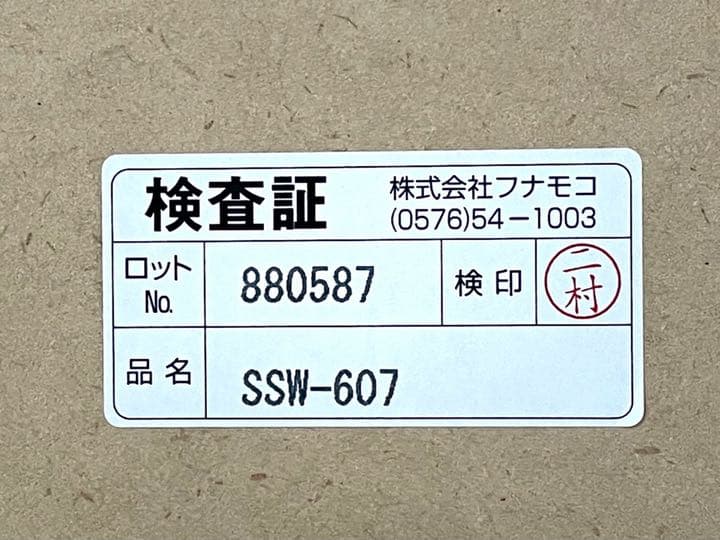 検査証
株式会社フナモコ
(0576)54-1003
ロット
No.
880587
検印
二村
品名
SSW-607